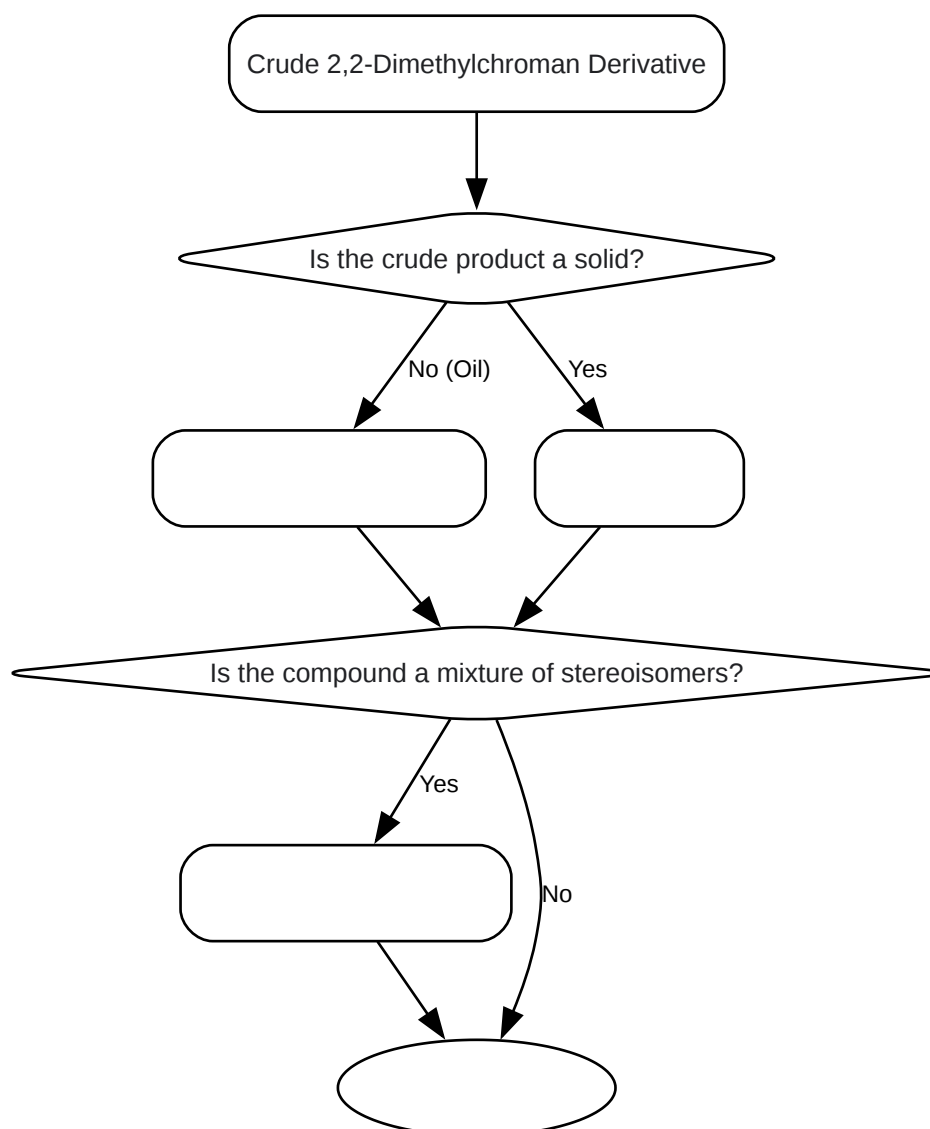 Crude 2,2-Dimethylchroman Derivative
Is the crude product a solid?
No (Oil)
Yes
Is the compound a mixture of stereoisomers?
Yes
No